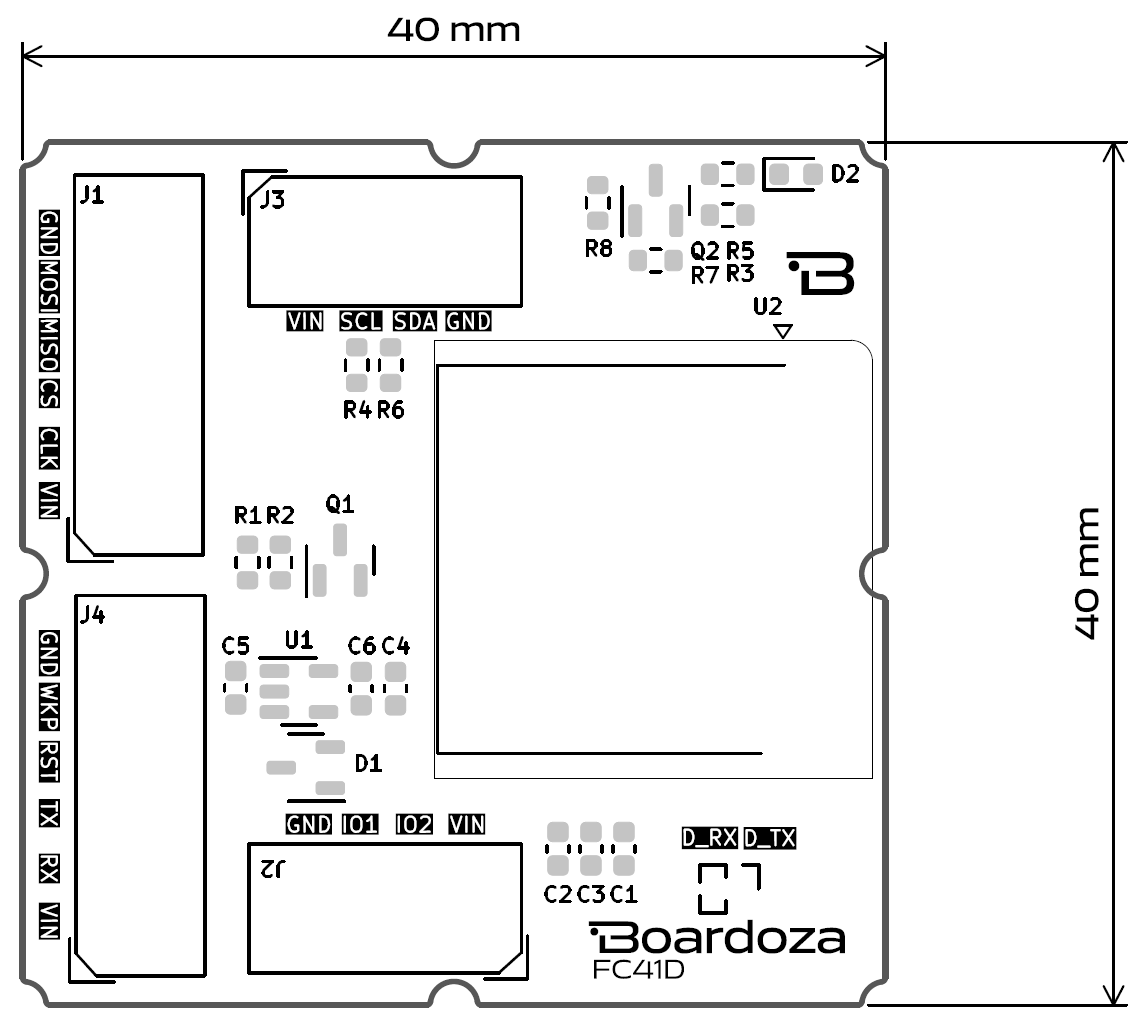 40 mm
J1
J3
D2
R8
Q2 R5
R7 R3
GND
MOSI
MISO
CS
CLK
VIN
U2
VIN SCL SDA GND
R4 R6
Q1
R1 R2
40 mm
J4
GND
WKP
RST
TX
RX
VIN
C5
U1
C6 C4
D1
GND IO1 IO2 VIN
D_RX D_TX
J2
C2 C3 C1
Boardoza
FC41D